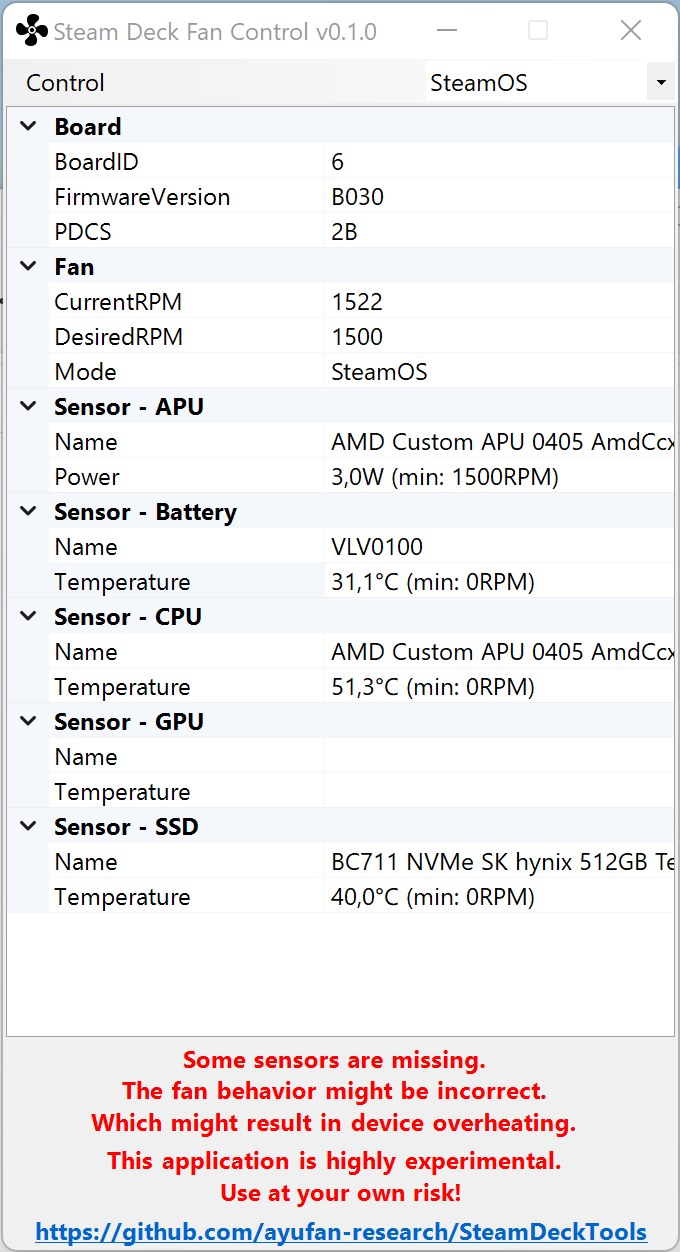 Steam Deck Fan Control v0.1.0
Control SteamOS
Board
BoardID 6
FirmwareVersion B030
PDCS 2B
Fan
CurrentRPM 1522
DesiredRPM 1500
Mode SteamOS
Sensor - APU
Name AMD Custom APU 0405 AmdCcx
Power 3,0W (min: 1500RPM)
Sensor - Battery
Name VLV0100
Temperature 31,1°C (min: 0RPM)
Sensor - CPU
Name AMD Custom APU 0405 AmdCcx
Temperature 51,3°C (min: 0RPM)
Sensor - GPU
Name
Temperature
Sensor - SSD
Name BC711 NVMe SK hynix 512GB Te
Temperature 40,0°C (min: 0RPM)
Some sensors are missing.
The fan behavior might be incorrect.
Which might result in device overheating.
This application is highly experimental.
Use at your own risk!
https://github.com/ayufan-research/SteamDeckTools